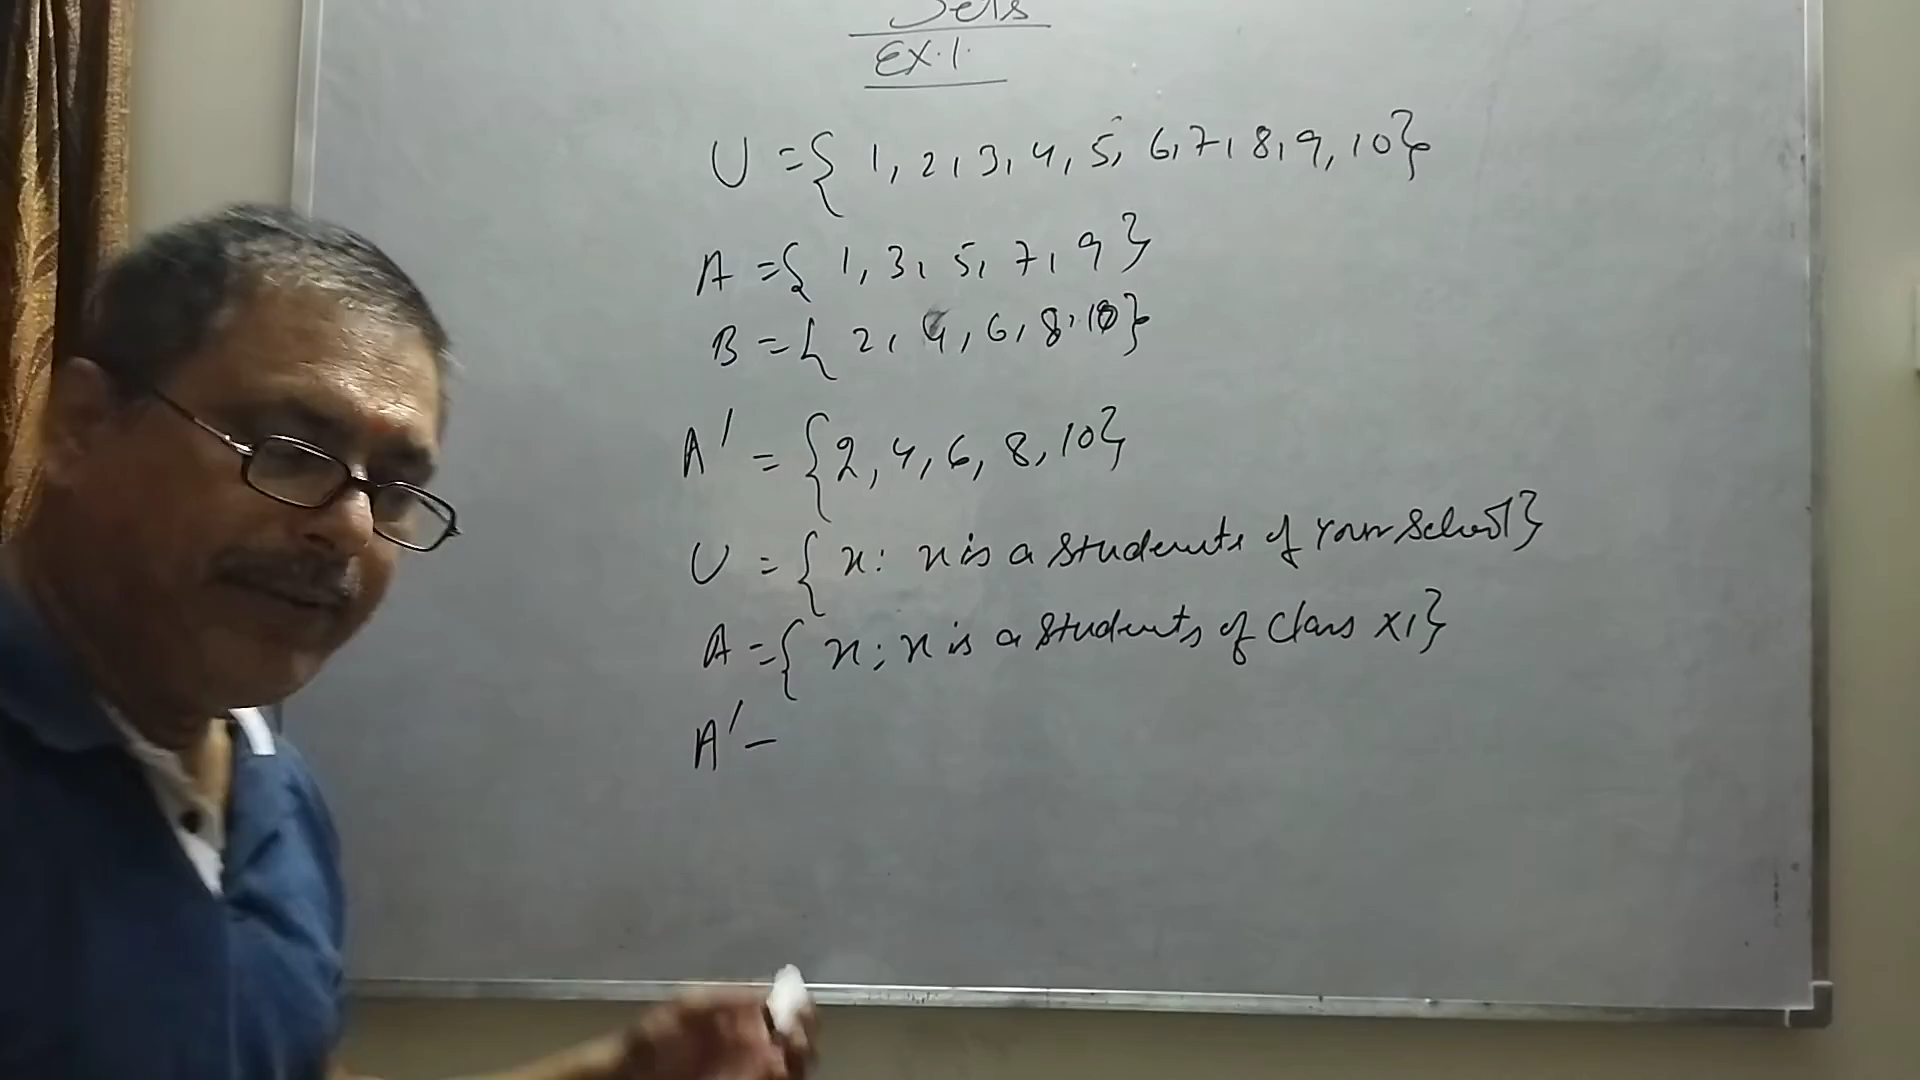 Sets
Ex.1.
U = { 1, 2, 3, 4, 5, 6, 7, 8, 9, 10}
A = { 1, 3, 5, 7, 9 }
B = { 2, 4, 6, 8, 10}
A' = {2, 4, 6, 8, 10}
U = { x: x is a students of your school}
A = { x: x is a students of class XI}
A' –